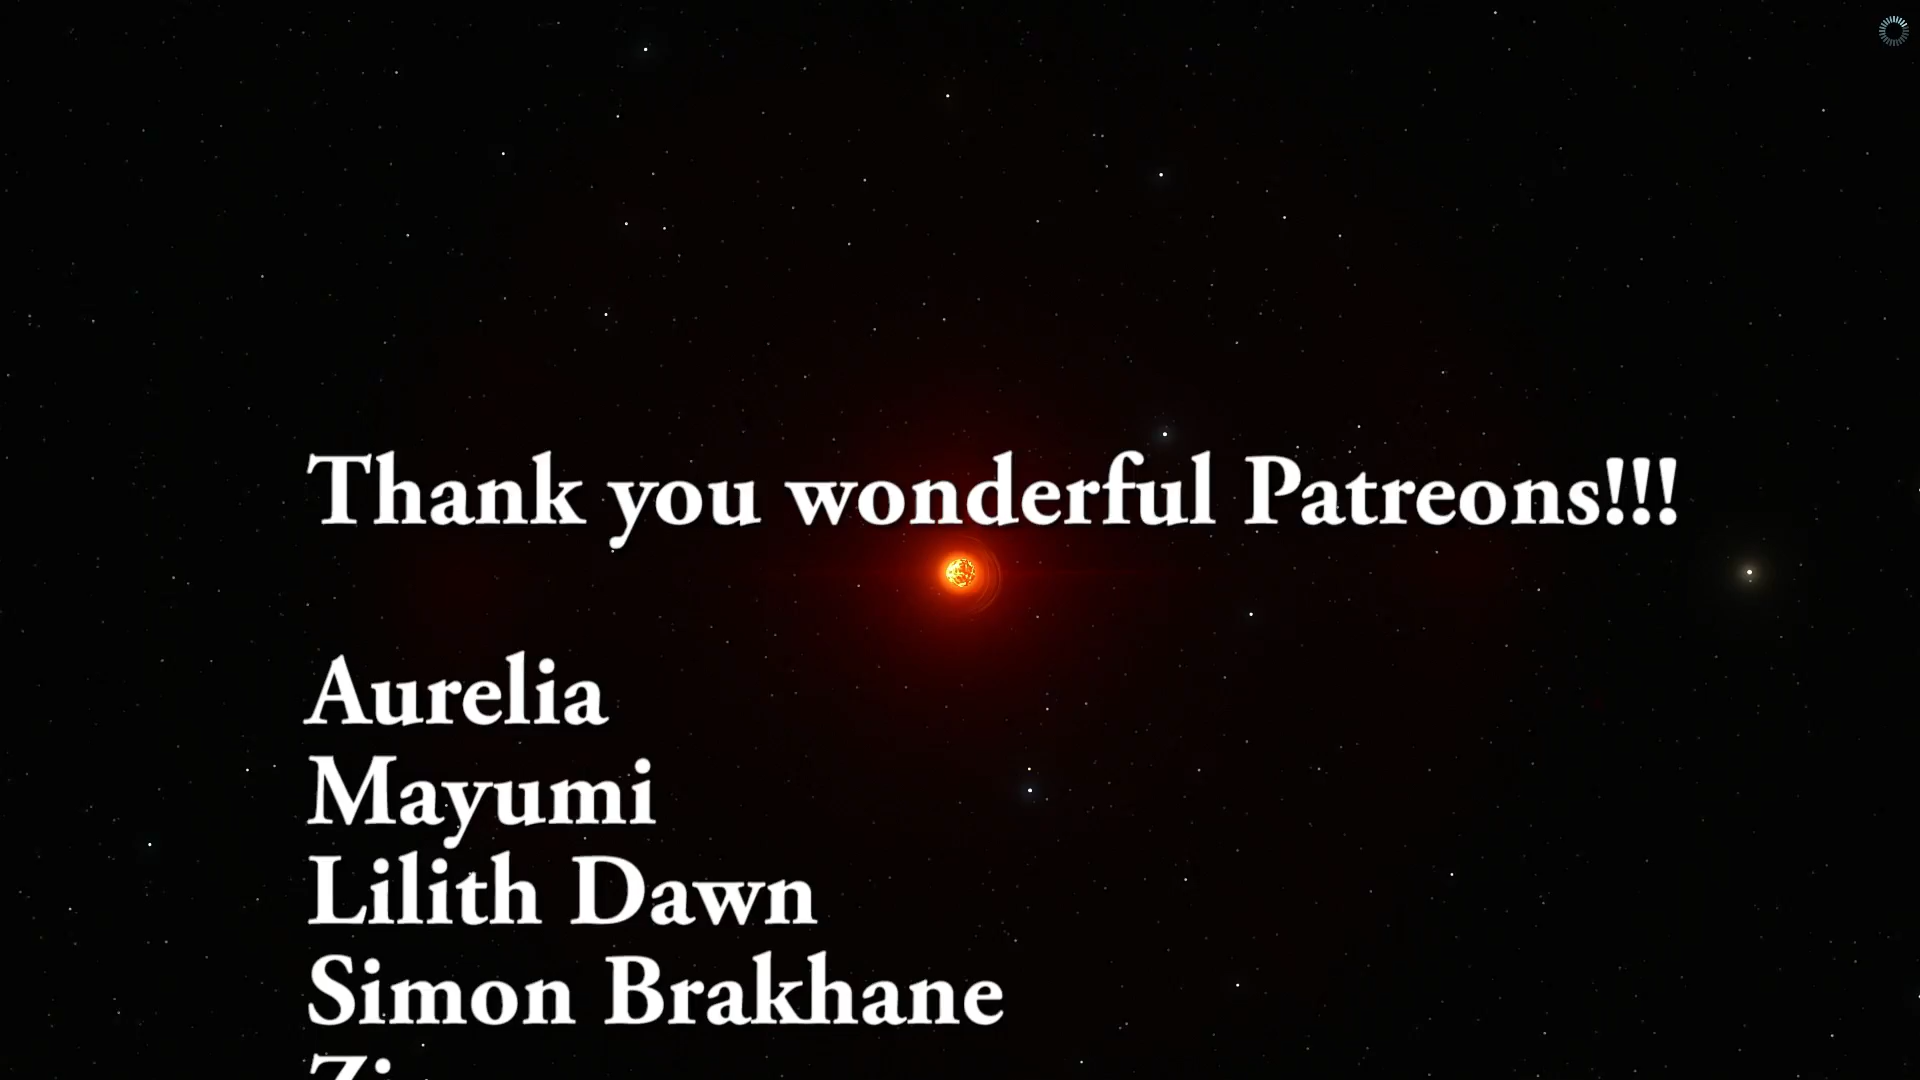 Thank you wonderful Patreons!!!
Aurelia
Mayumi
Lilith Dawn
Simon Brakhane